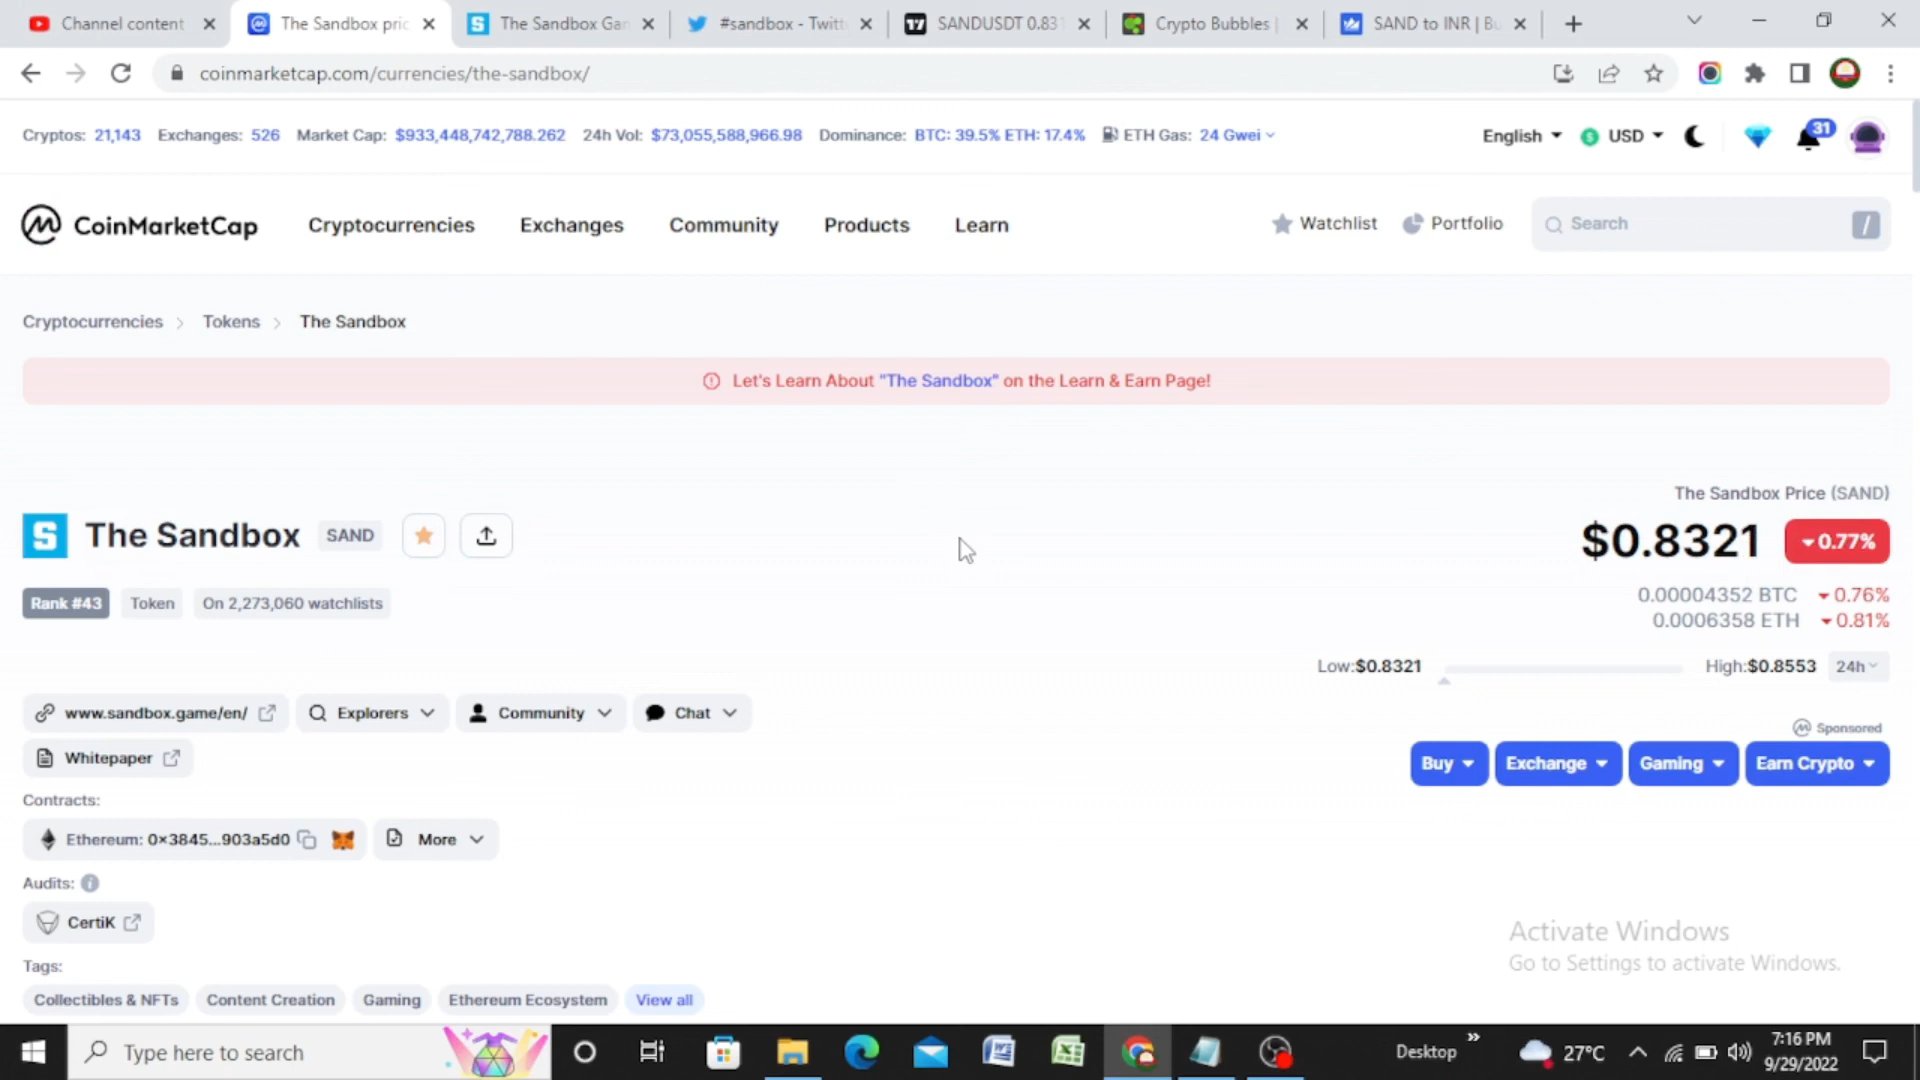 Channel content
The Sandbox pric
The Sandbox Gam
#sandbox - Twitt
SANDUSDT 0.831
Crypto Bubbles |
SAND to INR | Bu
coinmarketcap.com/currencies/the-sandbox/
Cryptos: 21,143 Exchanges: 526 Market Cap: $933,448,742,788.262 24h Vol: $73,055,588,966.98 Dominance: BTC: 39.5% ETH: 17.4% ETH Gas: 24 Gwei
English USD 31
CoinMarketCap Cryptocurrencies Exchanges Community Products Learn
Watchlist Portfolio Search /
Cryptocurrencies > Tokens > The Sandbox
Let's Learn About "The Sandbox" on the Learn & Earn Page!
The Sandbox Price (SAND)
S The Sandbox SAND
$0.8321 0.77%
Rank #43 Token On 2,273,060 watchlists
0.00004352 BTC 0.76%
0.0006358 ETH 0.81%
Low:$0.8321 High:$0.8553 24h
www.sandbox.game/en/ Explorers Community Chat
Sponsored
Whitepaper
Buy Exchange Gaming Earn Crypto
Contracts:
Ethereum: 0×3845...903a5d0 More
Audits:
CertiK
Activate Windows
Go to Settings to activate Windows.
Tags:
Collectibles & NFTs Content Creation Gaming Ethereum Ecosystem View all
Type here to search
Desktop 27°C
7:16 PM
9/29/2022